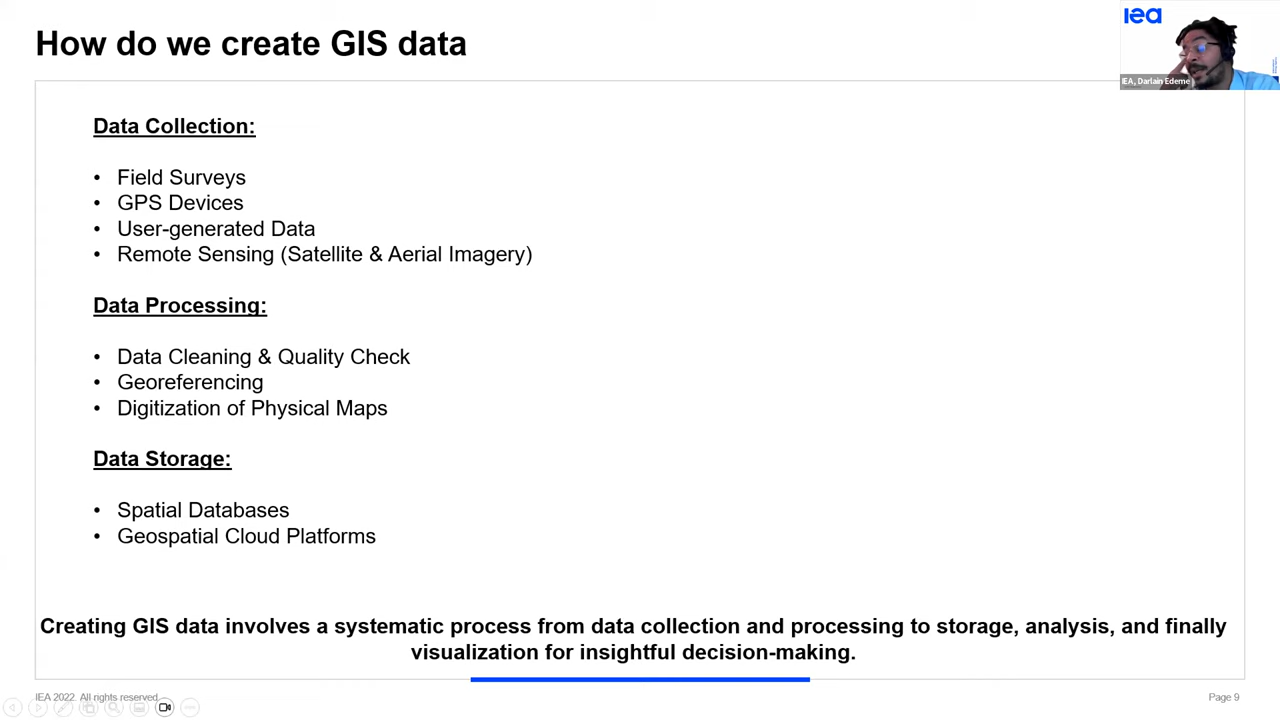 How do we create GIS data
iea
IEA, Darlain Edeme
Data Collection:
• Field Surveys
• GPS Devices
• User-generated Data
• Remote Sensing (Satellite & Aerial Imagery)
Data Processing:
• Data Cleaning & Quality Check
• Georeferencing
• Digitization of Physical Maps
Data Storage:
• Spatial Databases
• Geospatial Cloud Platforms
Creating GIS data involves a systematic process from data collection and processing to storage, analysis, and finally
visualization for insightful decision-making.
IEA 2022. All rights reserved.
Page 9